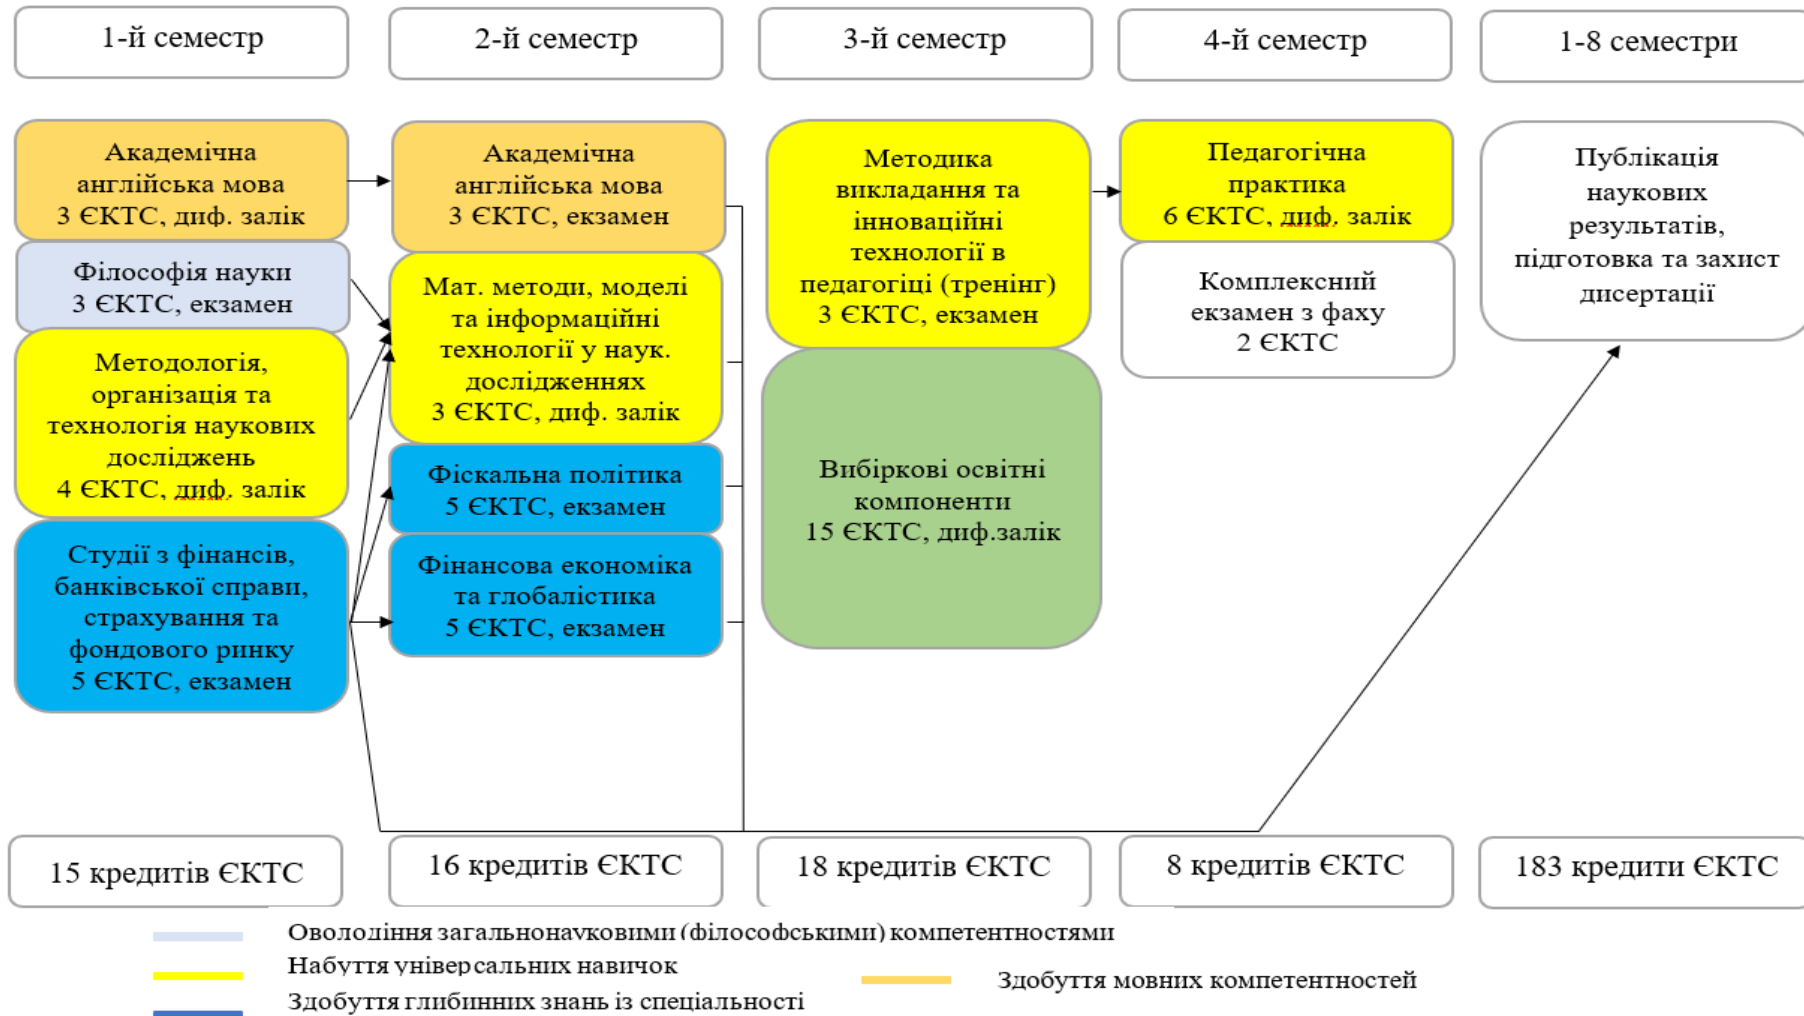 1-й семестр
2-й семестр
3-й семестр
4-й семестр
1-8 семестри
Академічна
англійська мова
3 ЄКТС, диф. залік
Філософія науки
3 ЄКТС, екзамен
Методологія,
організація та
технологія наукових
досліджень
4 ЄКТС, диф. залік
Студії з фінансів,
банківської справи,
страхування та
фондового ринку
5 ЄКТС, екзамен
Академічна
англійська мова
3 ЄКТС, екзамен
Мат. методи, моделі
та інформаційні
технології у наук.
дослідженнях
3 ЄКТС, диф. залік
Фіскальна політика
5 ЄКТС, екзамен
Фінансова економіка
та глобалістика
5 ЄКТС, екзамен
Методика
викладання та
інноваційні
технології в
педагогіці (тренінг)
3 ЄКТС, екзамен
Вибіркові освітні
компоненти
15 ЄКТС, диф.залік
Педагогічна
практика
6 ЄКТС, диф. залік
Комплексний
екзамен з фаху
2 ЄКТС
Публікація
наукових
результатів,
підготовка та захист
дисертації
15 кредитів ЄКТС
16 кредитів ЄКТС
18 кредитів ЄКТС
8 кредитів ЄКТС
183 кредити ЄКТС
Оволодіння загальнонауковими (філософськими) компетентностями
Набуття універсальних навичок
Здобуття мовних компетентностей
Здобуття глибинних знань із спеціальності